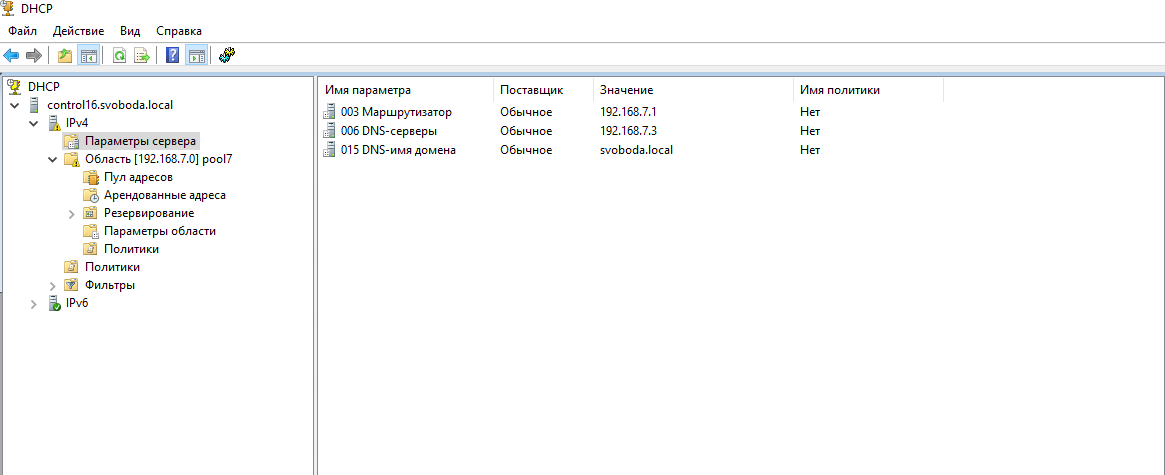 DHCP
Файл Действие Вид Справка
DHCP
control16.svoboda.local
IPv4
Параметры сервера
Область [192.168.7.0] pool7
Пул адресов
Арендованные адреса
Резервирование
Параметры области
Политики
Политики
Фильтры
IPv6
Имя параметра Поставщик Значение Имя политики
003 Маршрутизатор Обычное 192.168.7.1 Нет
006 DNS-серверы Обычное 192.168.7.3 Нет
015 DNS-имя домена Обычное svoboda.local Нет